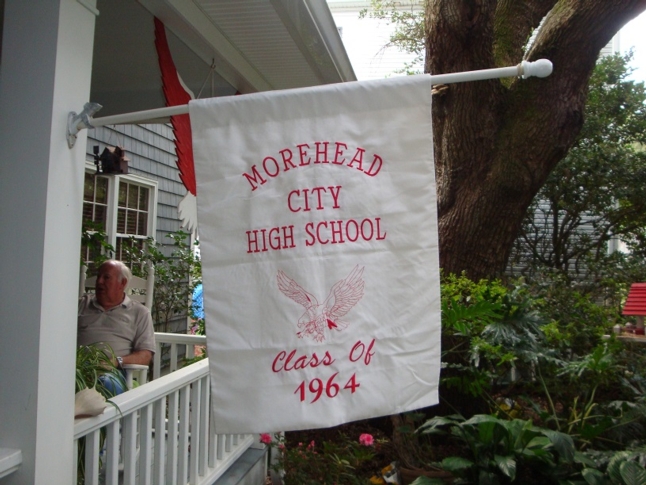 MOREHEAD
CITY
HIGH SCHOOL
Class Of
1964